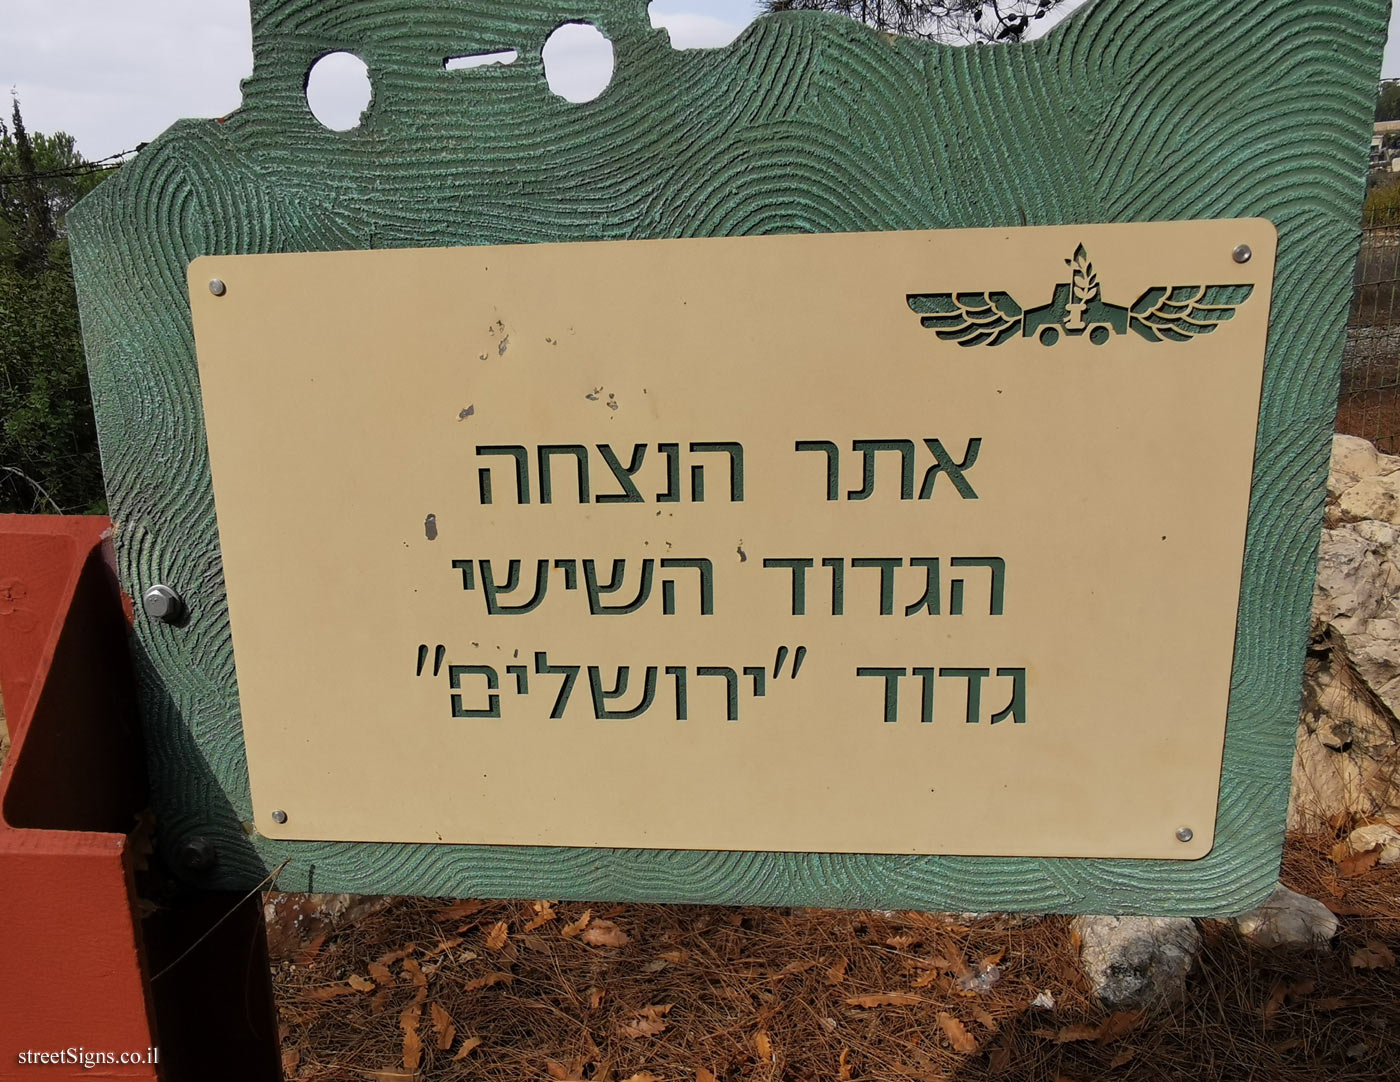 אתר הנצחה
הגדוד השישי
גדוד "ירושלים"
streetSigns.co.il